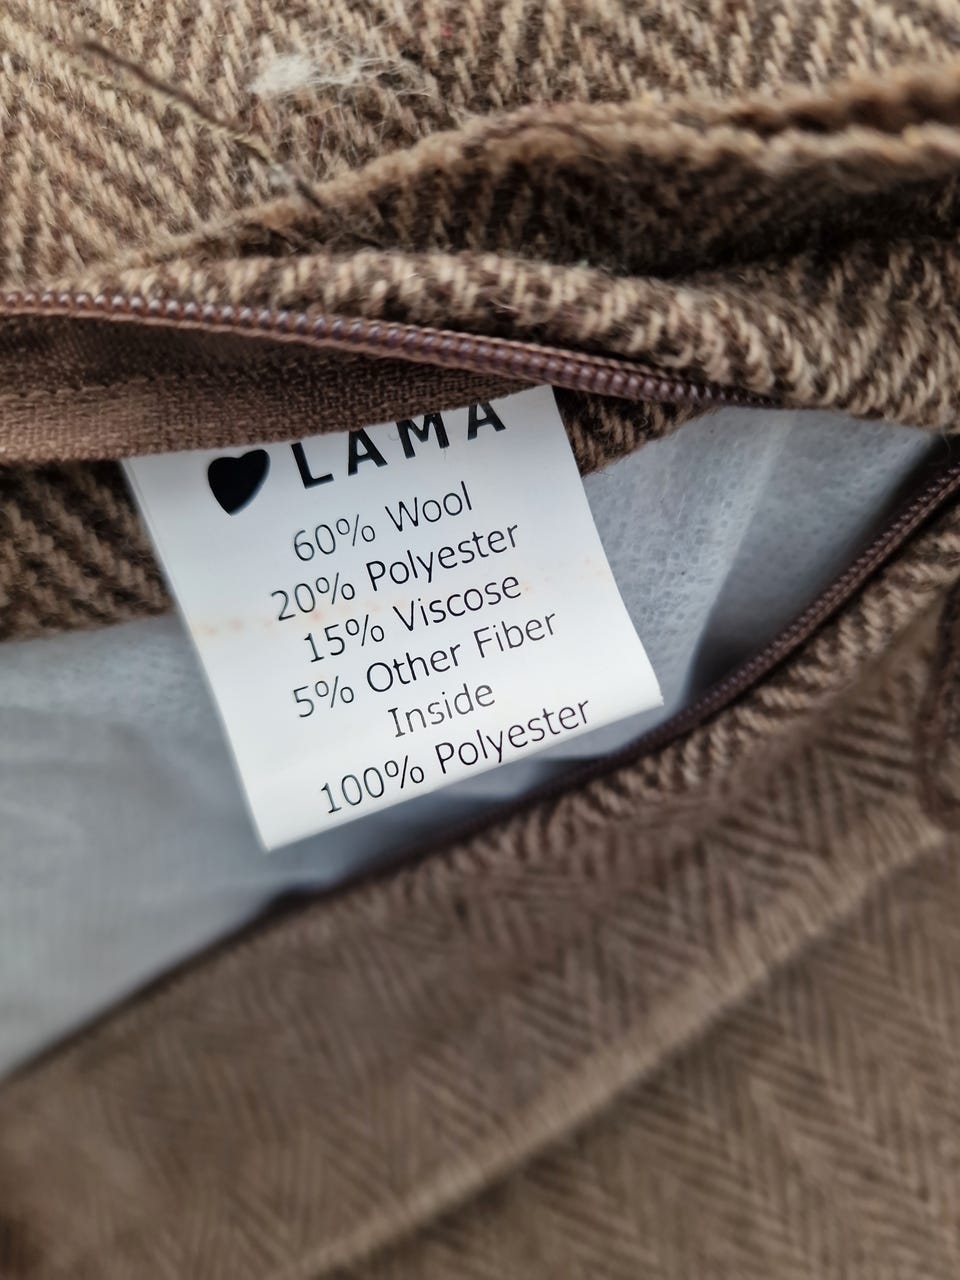 LAMA
60% Wool
20% Polyester
15% Viscose
5% Other Fiber
Inside
100% Polyester